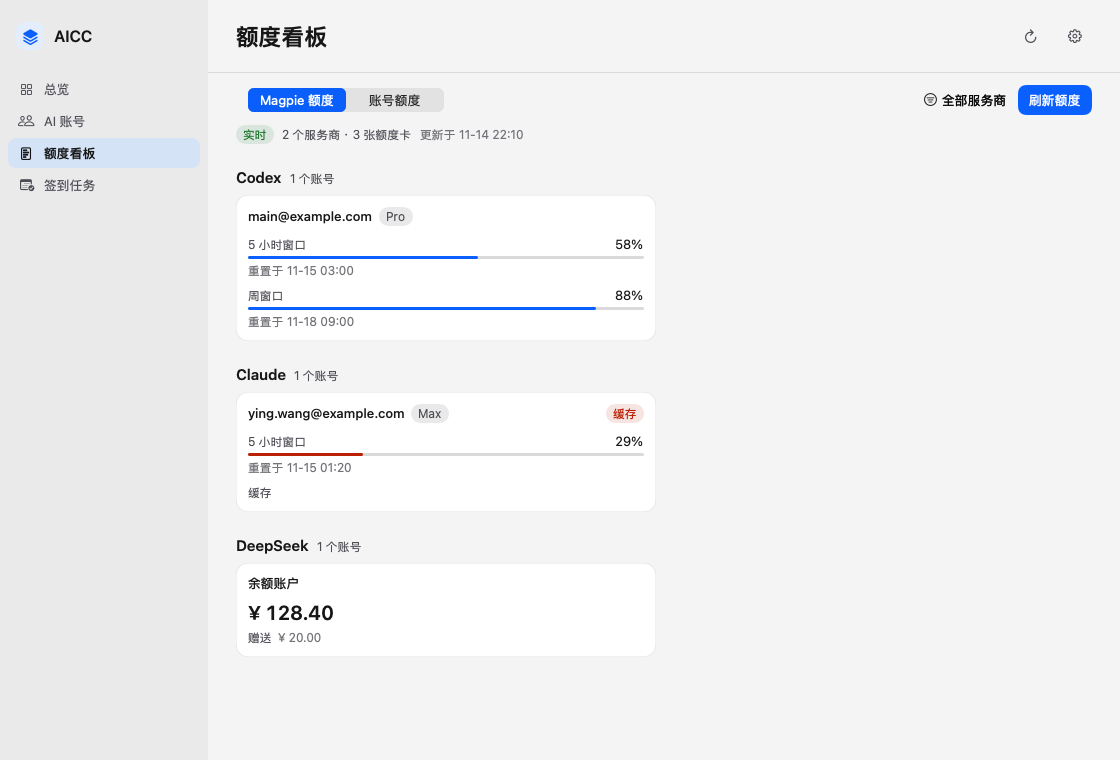 AICC
总览
AI 账号
额度看板
签到任务
额度看板
Magpie 额度
账号额度
全部服务商
刷新额度
实时 2 个服务商 · 3 张额度卡 更新于 11-14 22:10
Codex 1 个账号
main@example.com Pro
5 小时窗口 58%
重置于 11-15 03:00
周窗口 88%
重置于 11-18 09:00
Claude 1 个账号
ying.wang@example.com Max 缓存
5 小时窗口 29%
重置于 11-15 01:20
缓存
DeepSeek 1 个账号
余额账户
¥ 128.40
赠送 ¥ 20.00